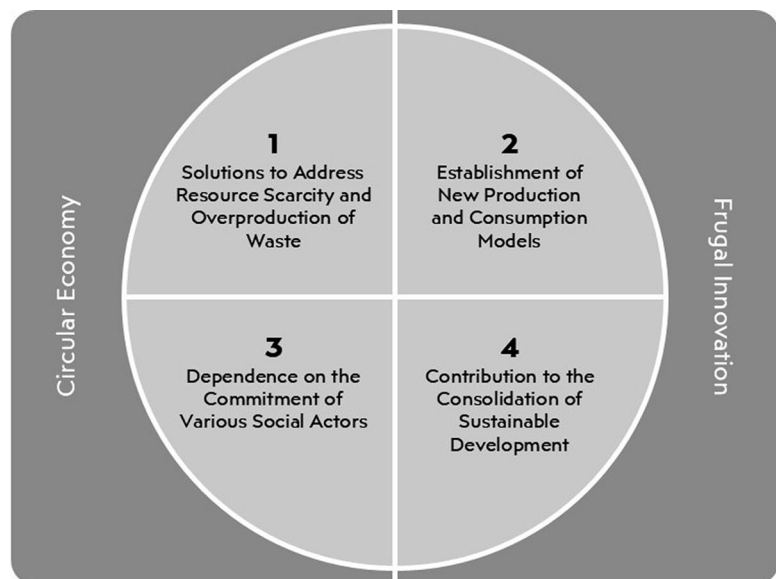 Circular Economy
1
Solutions to Address
Resource Scarcity and
Overproduction of
Waste
2
Establishment of
New Production
and Consumption
Models
3
Dependence on the
Commitment of
Various Social Actors
4
Contribution to the
Consolidation of
Sustainable
Development
Frugal Innovation